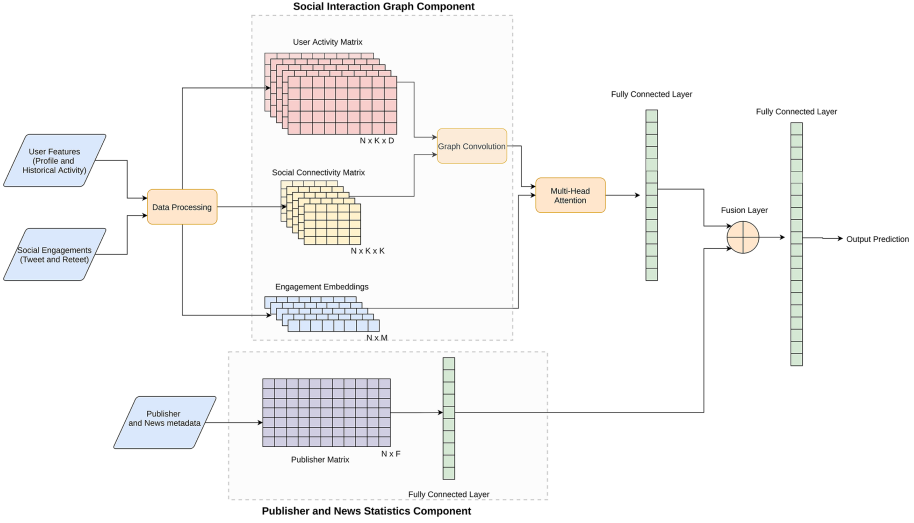 Social Interaction Graph Component
User Activity Matrix
N x K x D
Graph Convolution
Social Connectivity Matrix
N x K x K
Engagement Embeddings
N x M
User Features
(Profile and
Historical Activity)
Social Engagements
(Tweet and Reteet)
Data Processing
Multi-Head
Attention
Fully Connected Layer
Fusion Layer
Fully Connected Layer
Output Prediction
Publisher
and News metadata
Publisher Matrix
N x F
Fully Connected Layer
Publisher and News Statistics Component